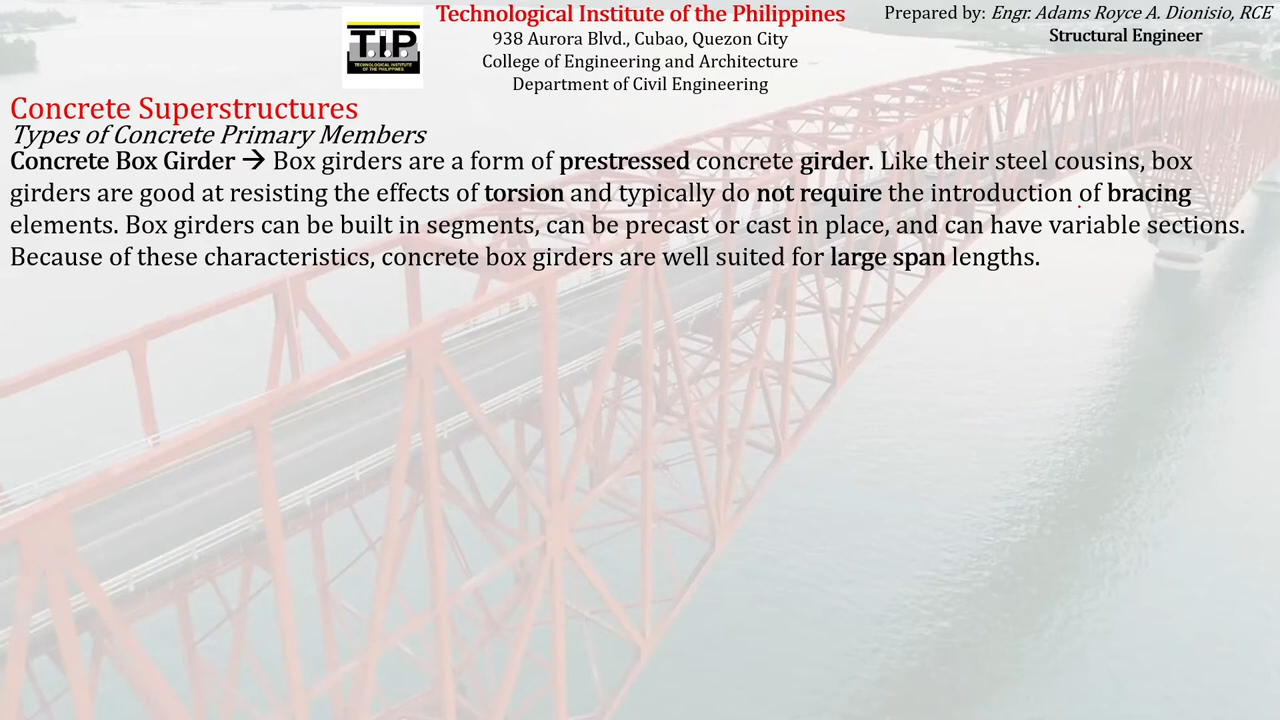 Technological Institute of the Philippines
938 Aurora Blvd., Cubao, Quezon City
College of Engineering and Architecture
Department of Civil Engineering
Prepared by: Engr. Adams Royce A. Dionisio, RCE
Structural Engineer
T.i.P
TECHNOLOGICAL INSTITUTE
OF THE PHILIPPINES
Concrete Superstructures
Types of Concrete Primary Members
Concrete Box Girder → Box girders are a form of prestressed concrete girder. Like their steel cousins, box
girders are good at resisting the effects of torsion and typically do not require the introduction of bracing
elements. Box girders can be built in segments, can be precast or cast in place, and can have variable sections.
Because of these characteristics, concrete box girders are well suited for large span lengths.